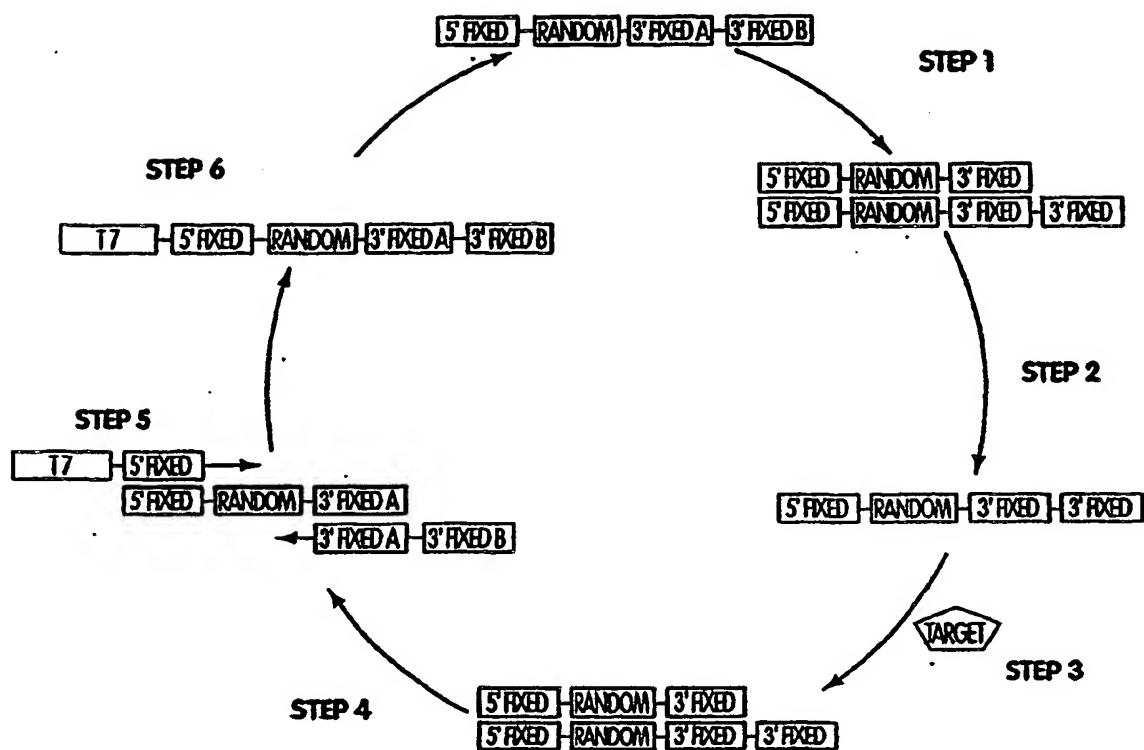 5' FIXED RANDOM 3' FIXED A 3' FIXED B
STEP 1
5' FIXED RANDOM 3' FIXED
5' FIXED RANDOM 3' FIXED 3' FIXED
STEP 2
5' FIXED RANDOM 3' FIXED 3' FIXED
TARGET
STEP 3
5' FIXED RANDOM 3' FIXED
5' FIXED RANDOM 3' FIXED 3' FIXED
STEP 4
STEP 5
T7 5' FIXED
5' FIXED RANDOM 3' FIXED A
3' FIXED A 3' FIXED B
STEP 6
T7 5' FIXED RANDOM 3' FIXED A 3' FIXED B